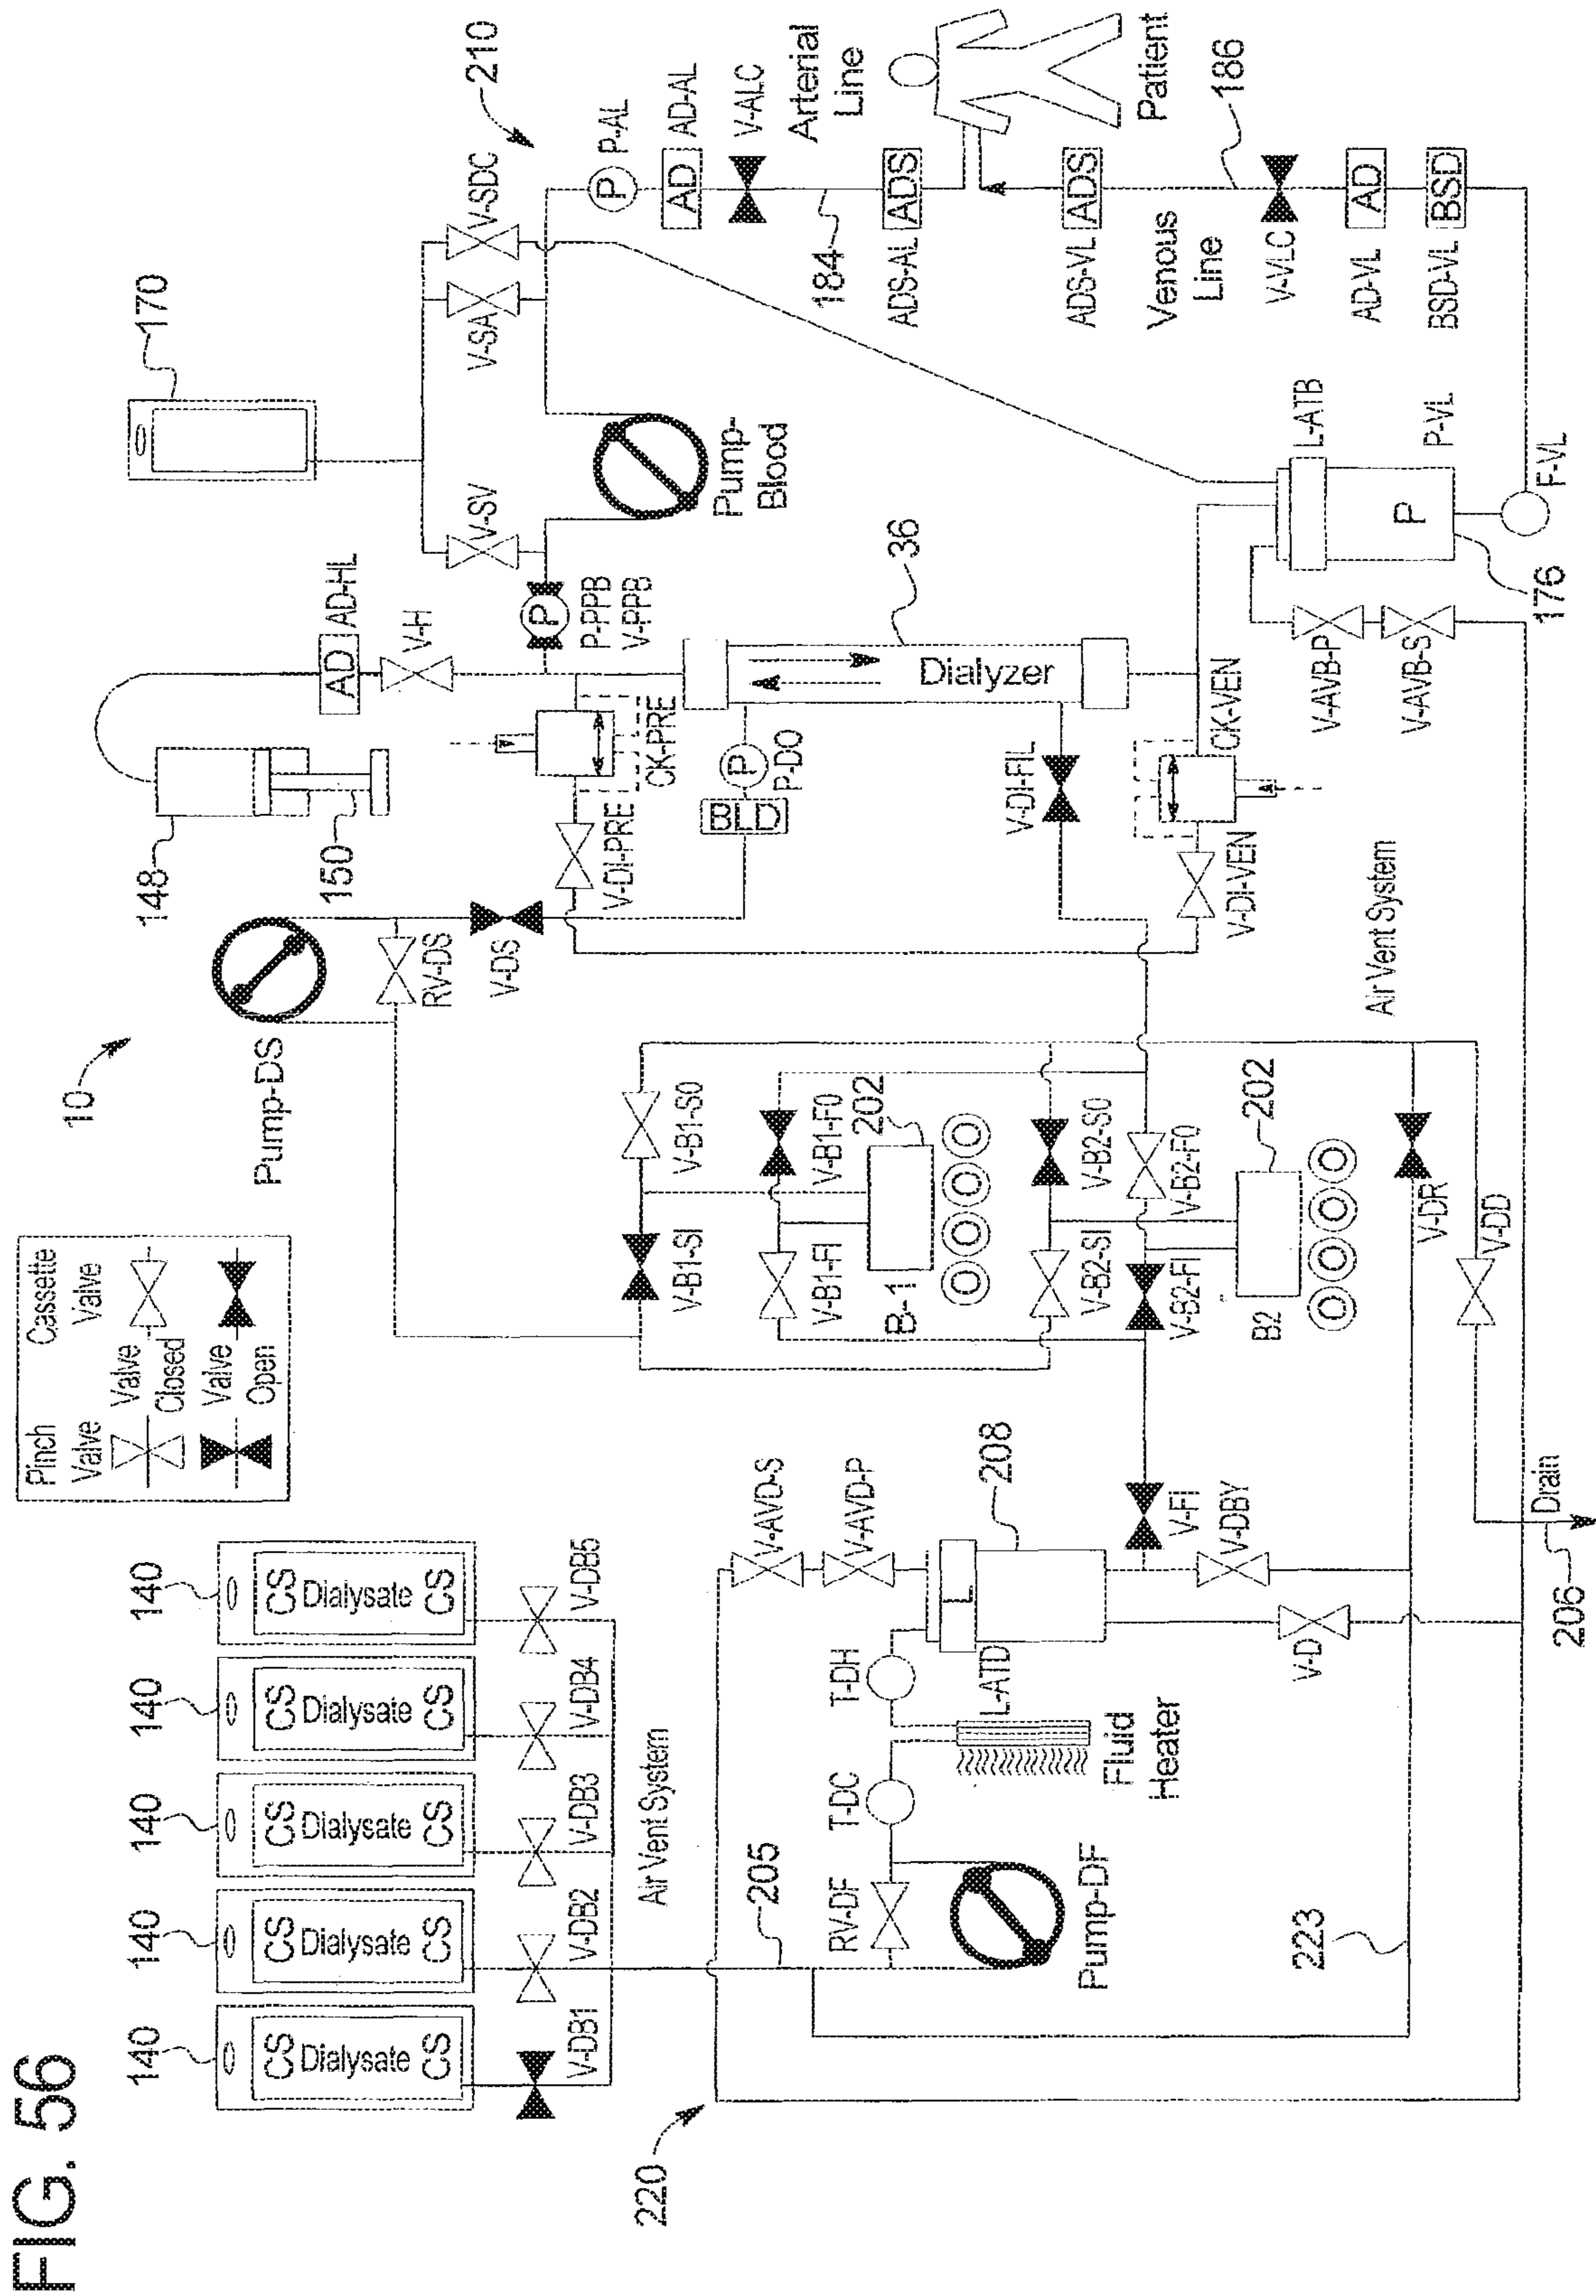 FIG. 56
Pinch
Valve
Cassette
Valve
Valve
Closed
Valve
Open
10
140
140
140
140
140
CS
Dialysate
CS
CS
Dialysate
CS
CS
Dialysate
CS
CS
Dialysate
CS
CS
Dialysate
CS
V-DB1
V-DB2
V-DB3
V-DB4
V-DB5
Air Vent System
Pump-DS
RV-DS
V-DS
148
150
AD
AD-HL
V-H
170
V-SV
V-SA
V-SDC
210
P-AL
P
AD
AD-AL
V-ALC
Arterial
Line
184
ADS-AL
ADS
Patient
P
P-PPB
V-PPB
Pump-
Blood
CK-PRE
V-DI-PRE
BLD
P
P-DO
Dialyzer
36
V-DI-FIL
CK-VEN
V-DI-VEN
ADS-VL
ADS
Venous
Line
186
V-VLC
AD-VL
AD
BSD-VL
BSD
L-ATB
P-VL
P
F-VL
176
V-AVB-P
V-AVB-S
Air Vent System
V-B1-SI
V-B1-S0
V-B1-FI
V-B1-F0
B-1
202
OOOO
V-B2-SI
V-B2-S0
V-B2-FI
V-B2-F0
B2
202
OOOO
V-DR
V-DD
220
205
V-AVD-S
V-AVD-P
RV-DF
T-DC
T-DH
L
L-ATD
208
Pump-DF
Fluid
Heater
V-FI
V-DBY
V-D
223
206
Drain